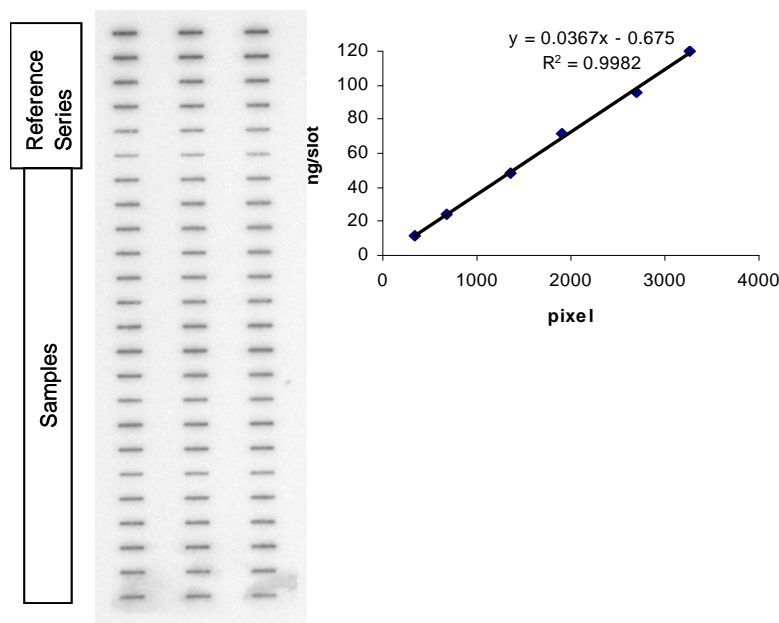 Reference
Series
Samples
y = 0.0367x - 0.675
R² = 0.9982
ng/slot
120
100
80
60
40
20
0
0 1000 2000 3000 4000
pixel